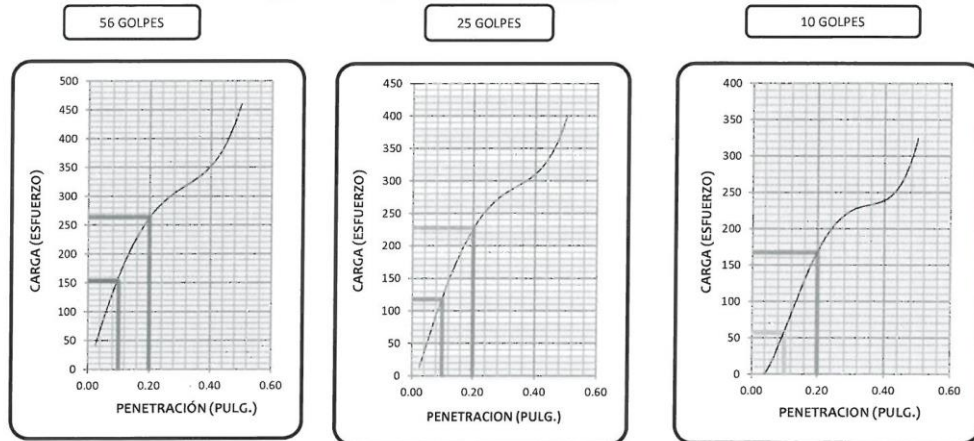 56 GOLPES
25 GOLPES
10 GOLPES
CARGA (ESFUERZO)
500
450
400
350
300
250
200
150
100
50
0
0.00 0.20 0.40 0.60
PENETRACIÓN (PULG.)
CARGA (ESFUERZO)
450
400
350
300
250
200
150
100
50
0
0.00 0.20 0.40 0.60
PENETRACION (PULG.)
CARGA (ESFUERZO)
400
350
300
250
200
150
100
50
0
0.00 0.20 0.40 0.60
PENETRACION (PULG.)